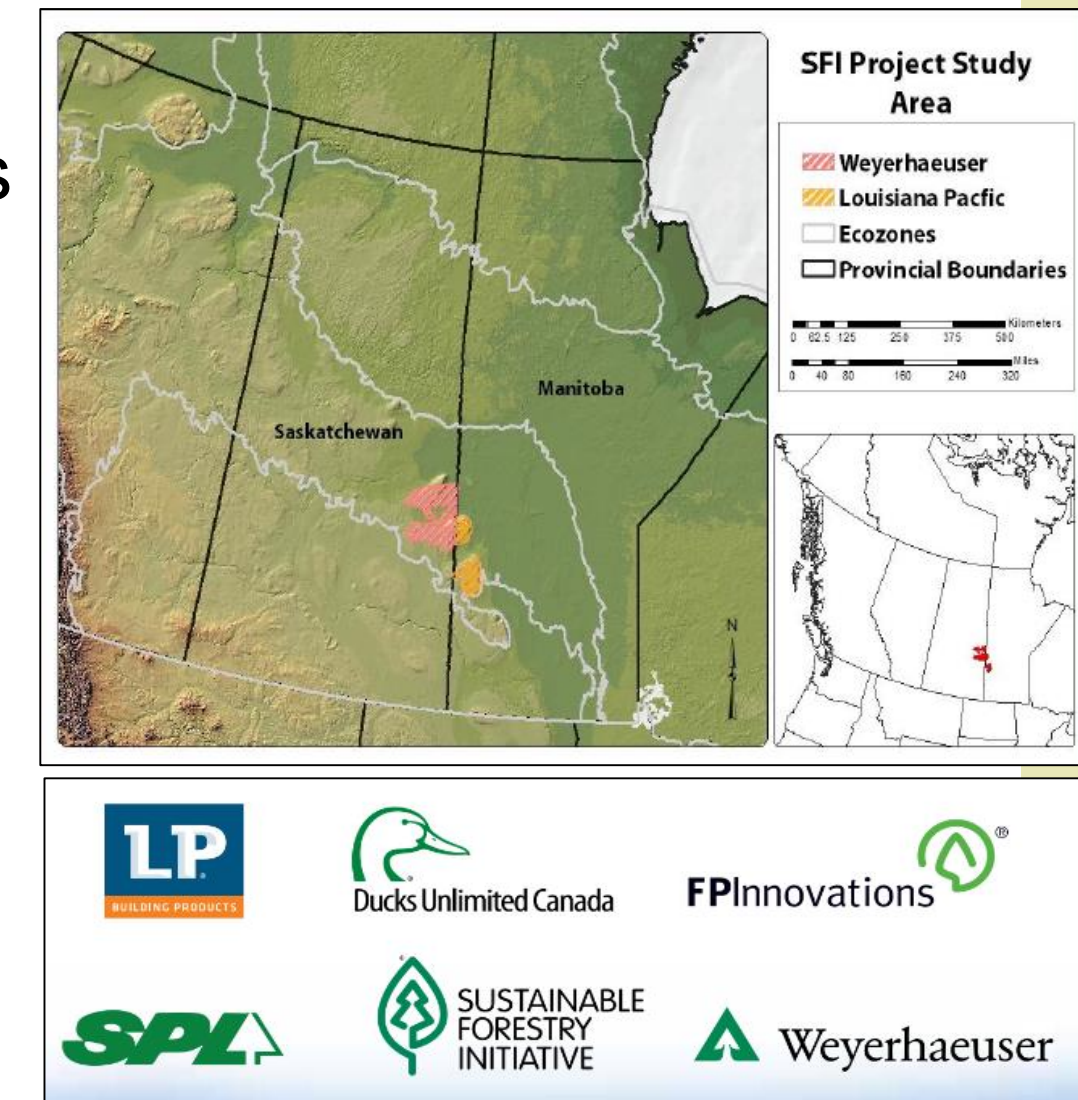 s
SFI Project Study
Area
Weyerhaeuser
Louisiana Pacfic
Ecozones
Provincial Boundaries
Kilometers
0 62.5 125 250 375 500
Miles
0 40 80 160 240 320
Manitoba
Saskatchewan
N
LP
BUILDING PRODUCTS
Ducks Unlimited Canada
FPInnovations®
SPL
SUSTAINABLE
FORESTRY
INITIATIVE
Weyerhaeuser